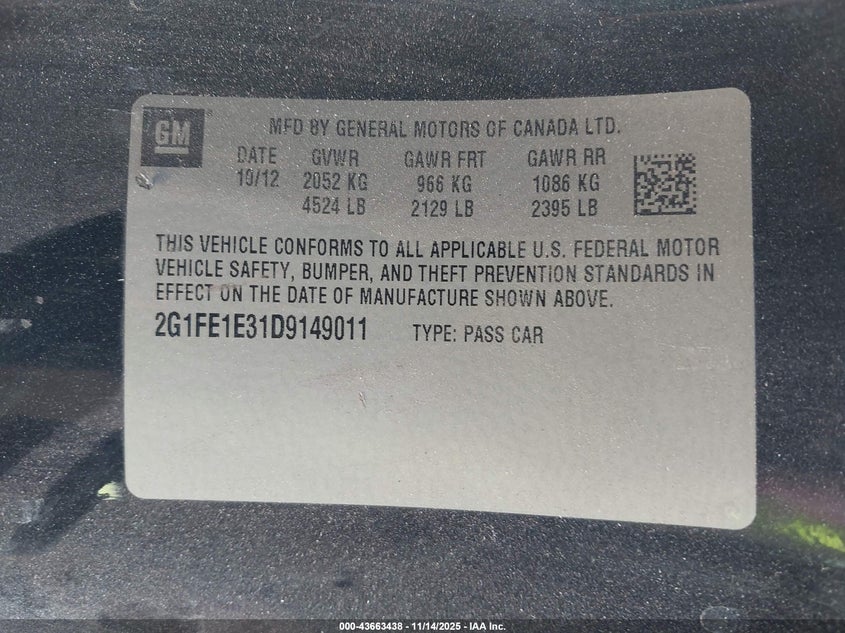 GM
MFD BY GENERAL MOTORS OF CANADA LTD.
DATE GVWR GAWR FRT GAWR RR
10/12 2052 KG 966 KG 1086 KG
4524 LB 2129 LB 2395 LB
THIS VEHICLE CONFORMS TO ALL APPLICABLE U.S. FEDERAL MOTOR
VEHICLE SAFETY, BUMPER, AND THEFT PREVENTION STANDARDS IN
EFFECT ON THE DATE OF MANUFACTURE SHOWN ABOVE.
2G1FE1E31D9149011 TYPE: PASS CAR
000-43663438 - 11/14/2025 - IAA Inc.